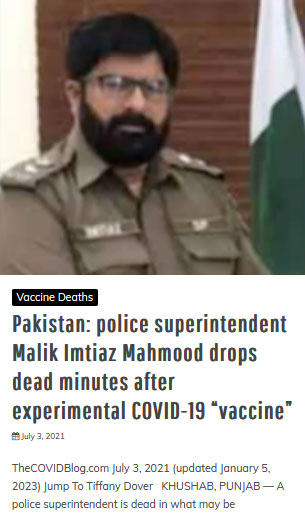 IMTIAZ
SP
Vaccine Deaths
Pakistan: police superintendent
Malik Imtiaz Mahmood drops
dead minutes after
experimental COVID-19 “vaccine”
July 3, 2021
TheCOVIDBlog.com July 3, 2021 (updated January 5,
2023) Jump To Tiffany Dover   KHUSHAB, PUNJAB — A
police superintendent is dead in what may be